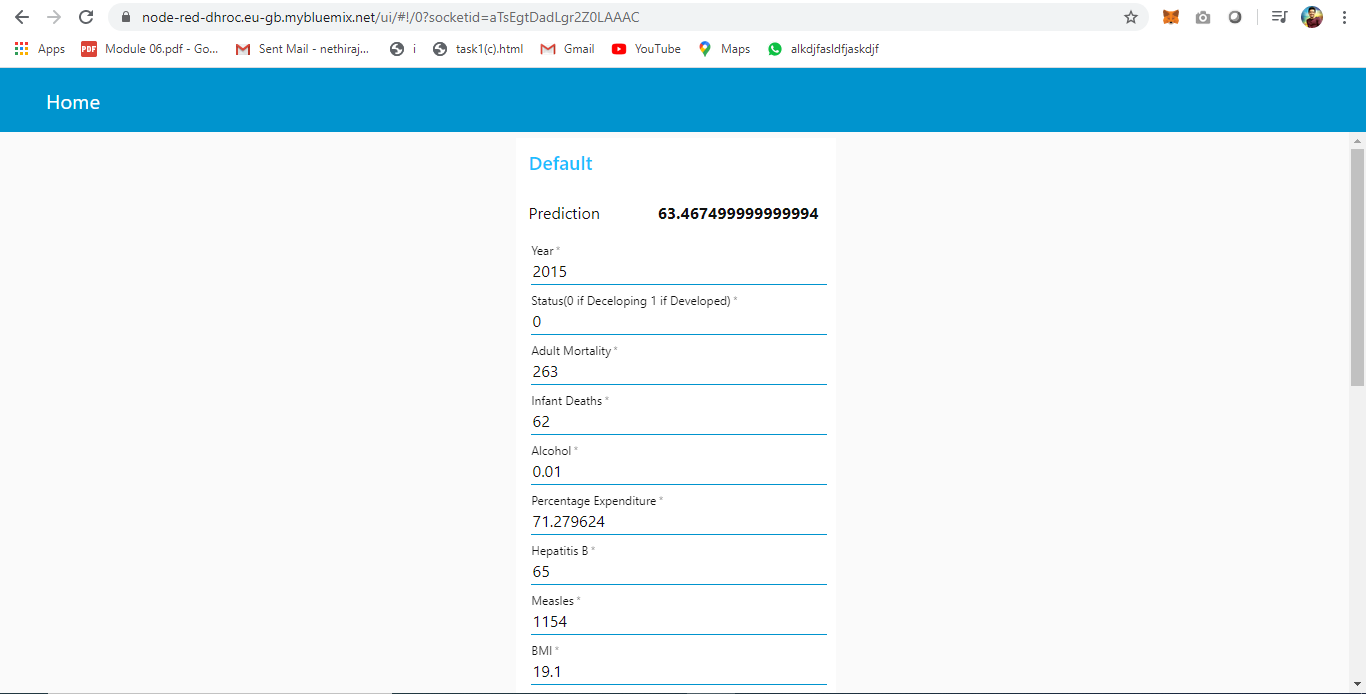 node-red-dhroc.eu-gb.mybluemix.net/ui/#!/0?socketid=aTsEgtDadLgr2Z0LAAAC
Apps PDF Module 06.pdf - Go... Sent Mail - nethiraj... i task1(c).html Gmail YouTube Maps alkdjfasldfjaskdjf
Home
Default
Prediction 63.467499999999994
Year *
2015
Status(0 if Deceloping 1 if Developed) *
0
Adult Mortality *
263
Infant Deaths *
62
Alcohol *
0.01
Percentage Expenditure *
71.279624
Hepatitis B *
65
Measles *
1154
BMI *
19.1